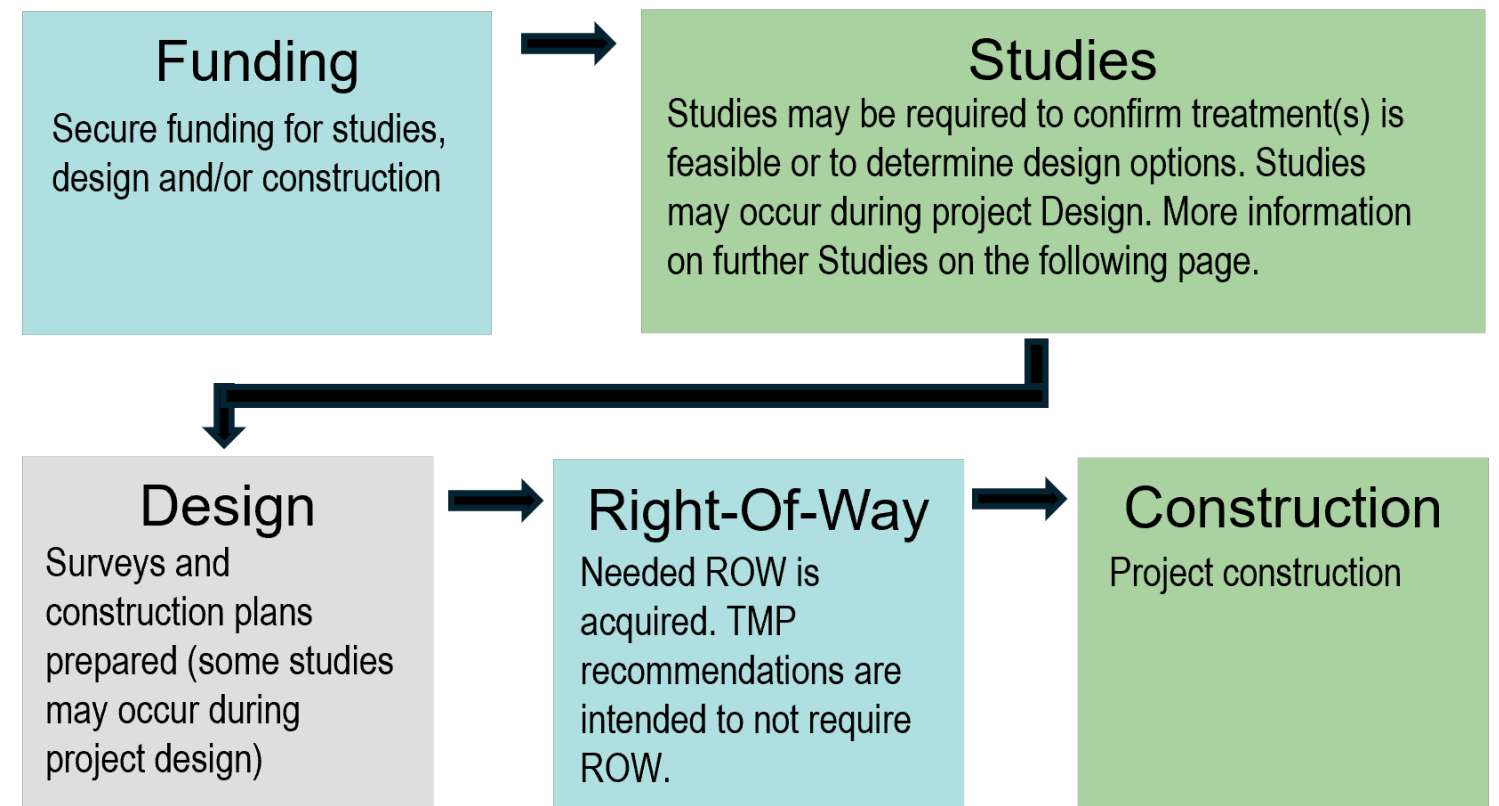 Funding
Secure funding for studies,
design and/or construction
Studies
Studies may be required to confirm treatment(s) is
feasible or to determine design options. Studies
may occur during project Design. More information
on further Studies on the following page.
Design
Surveys and
construction plans
prepared (some studies
may occur during
project design)
Right-Of-Way
Needed ROW is
acquired. TMP
recommendations are
intended to not require
ROW.
Construction
Project construction